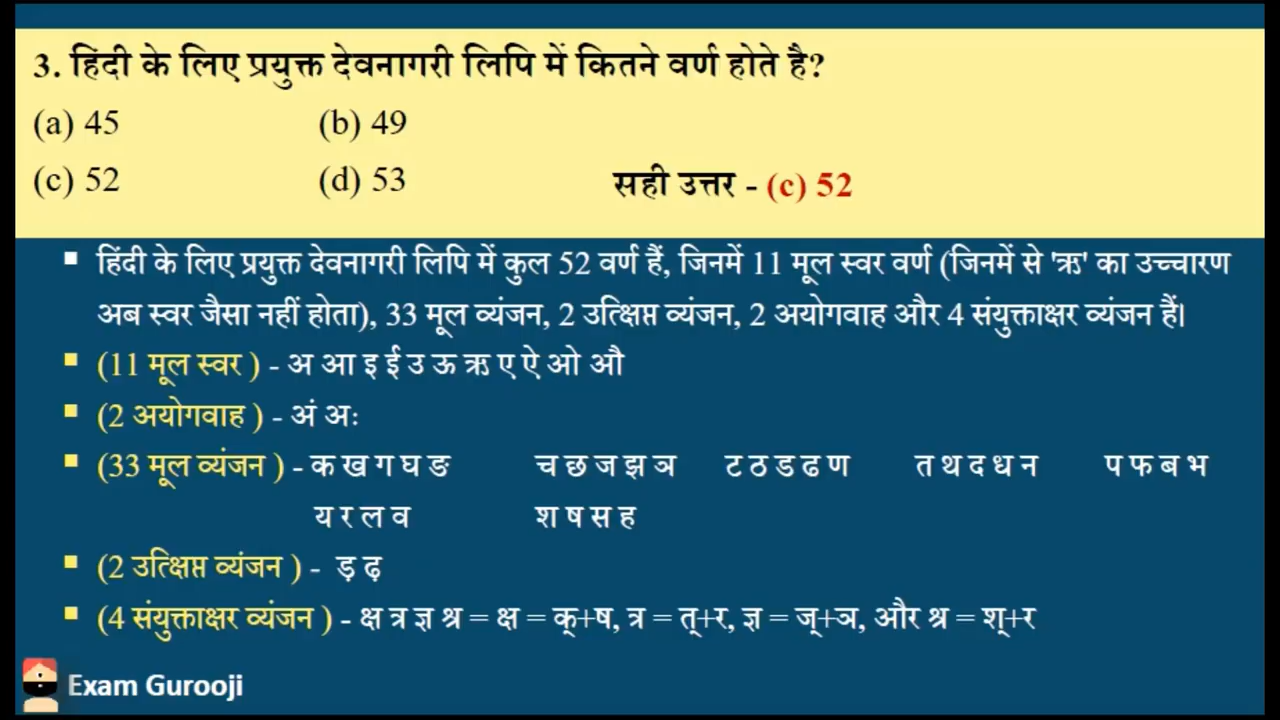 3. हिंदी के लिए प्रयुक्त देवनागरी लिपि में कितने वर्ण होते है?
(a) 45 (b) 49
(c) 52 (d) 53 सही उत्तर - (c) 52
▪ हिंदी के लिए प्रयुक्त देवनागरी लिपि में कुल 52 वर्ण हैं, जिनमें 11 मूल स्वर वर्ण (जिनमें से 'ऋ' का उच्चारण
अब स्वर जैसा नहीं होता), 33 मूल व्यंजन, 2 उत्क्षिप्त व्यंजन, 2 अयोगवाह और 4 संयुक्ताक्षर व्यंजन हैं।
▪ (11 मूल स्वर ) - अ आ इ ई उ ऊ ऋ ए ऐ ओ औ
▪ (2 अयोगवाह ) - अं अः
▪ (33 मूल व्यंजन ) - क ख ग घ ङ च छ ज झ ञ ट ठ ड ढ ण त थ द ध न प फ ब भ
य र ल व श ष स ह
▪ (2 उत्क्षिप्त व्यंजन ) - ड़ ढ़
▪ (4 संयुक्ताक्षर व्यंजन ) - क्ष त्र ज्ञ श्र = क्ष = क्+ष, त्र = त्+र, ज्ञ = ज्+ञ, और श्र = श्+र
Exam Gurooji